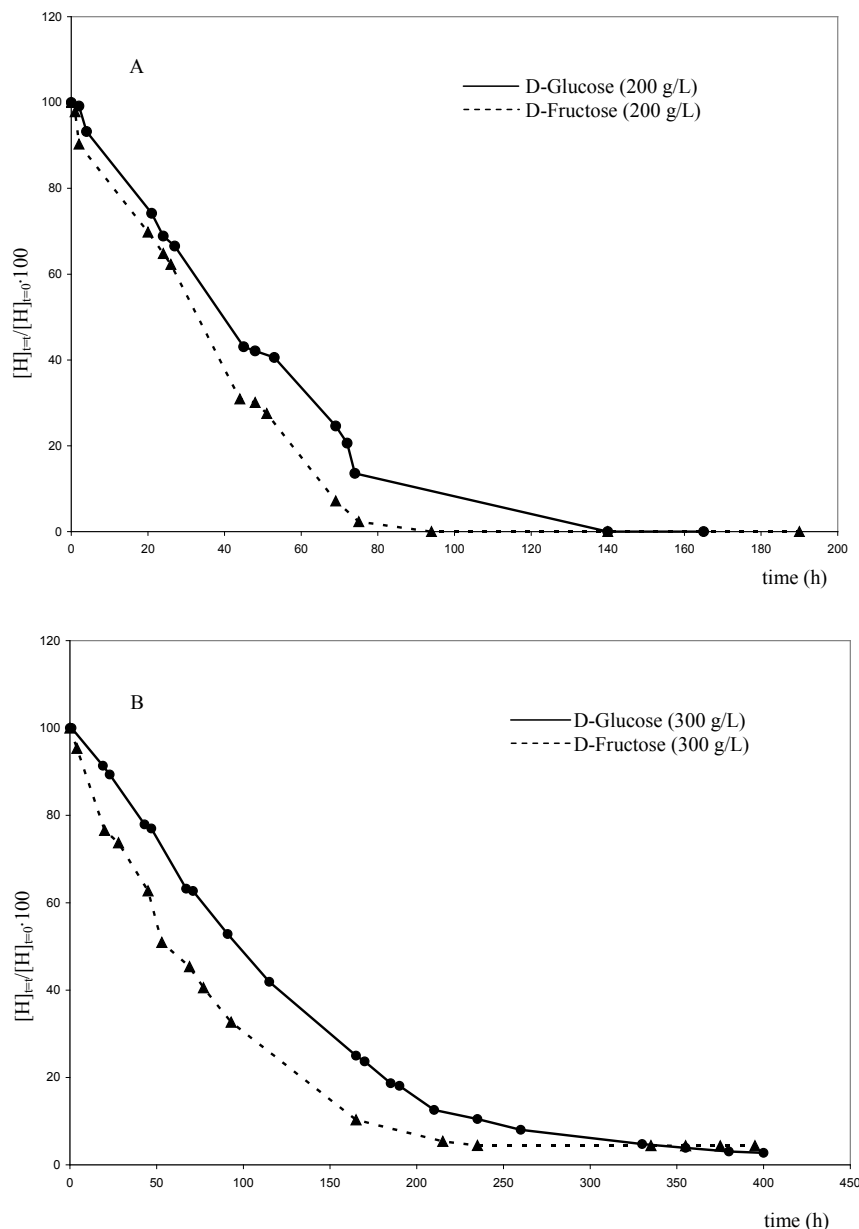 120
A
D-Glucose (200 g/L)
D-Fructose (200 g/L)
100
80
60
40
20
0
[H]t=t/[H]t=0·100
0 20 40 60 80 100 120 140 160 180 200
time (h)
120
B
D-Glucose (300 g/L)
D-Fructose (300 g/L)
100
80
60
40
20
0
[H]t=t/[H]t=0·100
0 50 100 150 200 250 300 350 400 450
time (h)